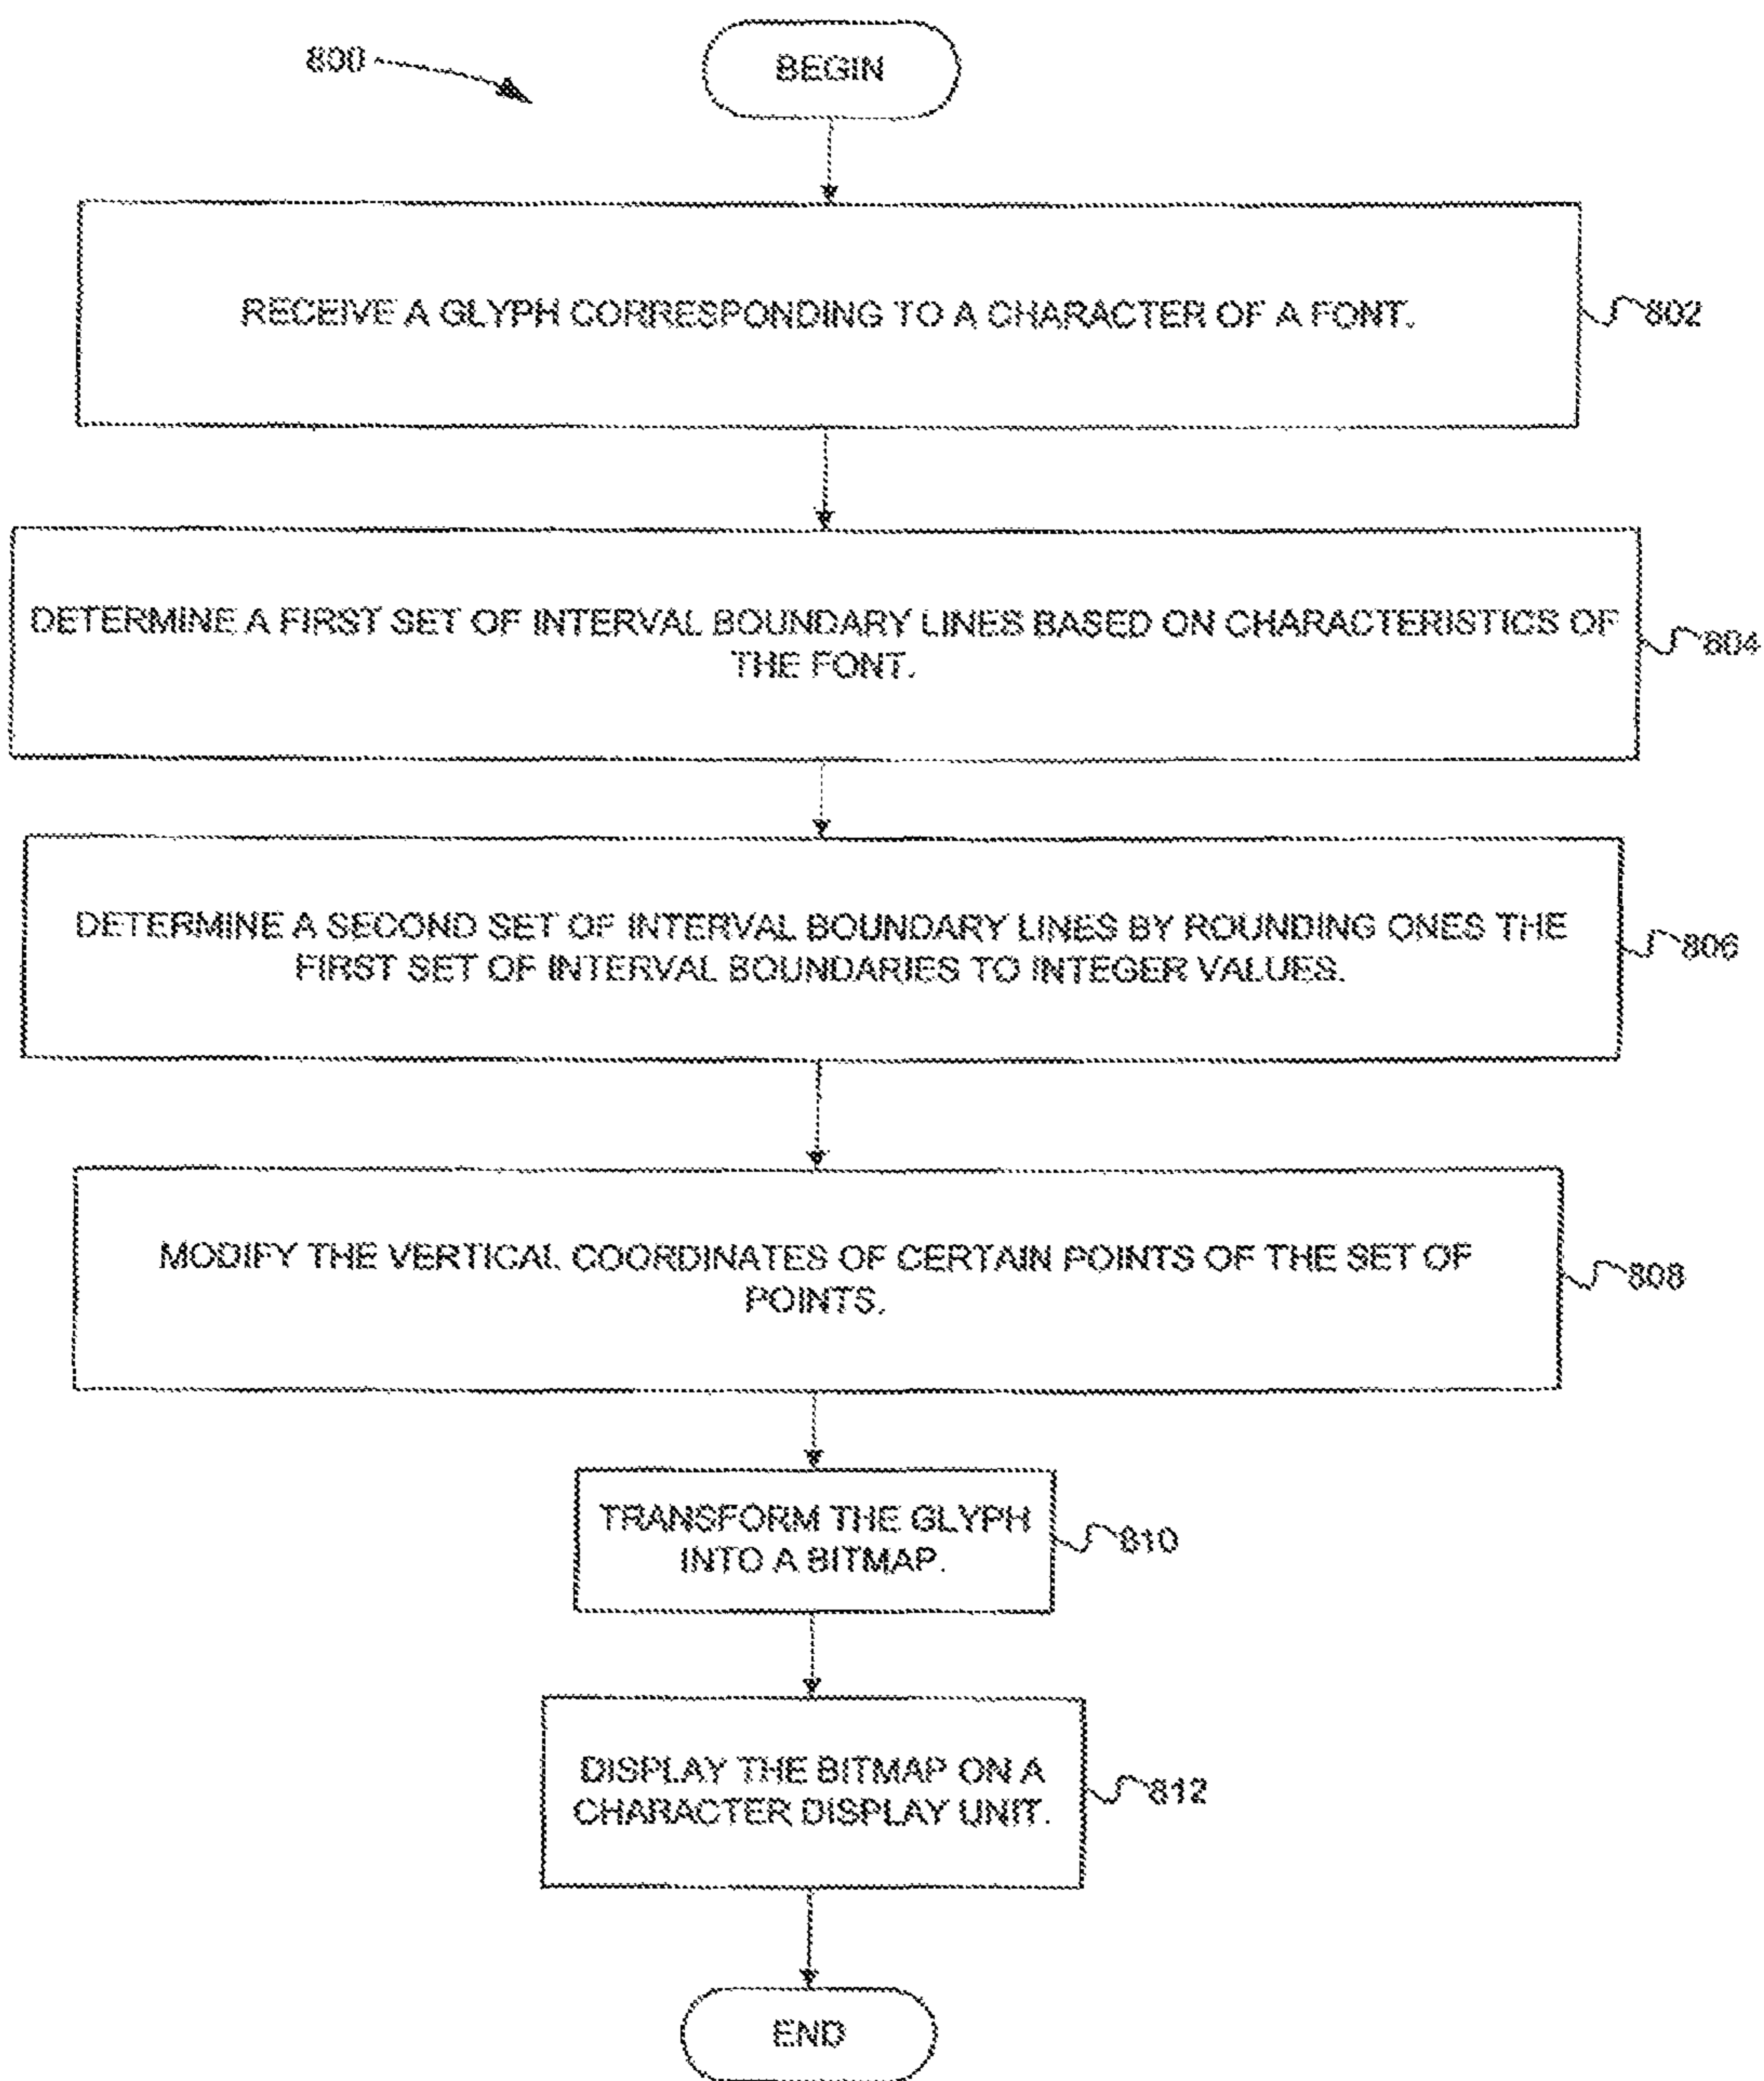 800
BEGIN
RECEIVE A GLYPH CORRESPONDING TO A CHARACTER OF A FONT.
802
DETERMINE A FIRST SET OF INTERVAL BOUNDARY LINES BASED ON CHARACTERISTICS OF
THE FONT.
804
DETERMINE A SECOND SET OF INTERVAL BOUNDARY LINES BY ROUNDING ONES THE
FIRST SET OF INTERVAL BOUNDARIES TO INTEGER VALUES.
806
MODIFY THE VERTICAL COORDINATES OF CERTAIN POINTS OF THE SET OF
POINTS.
808
TRANSFORM THE GLYPH
INTO A BITMAP.
810
DISPLAY THE BITMAP ON A
CHARACTER DISPLAY UNIT.
812
END